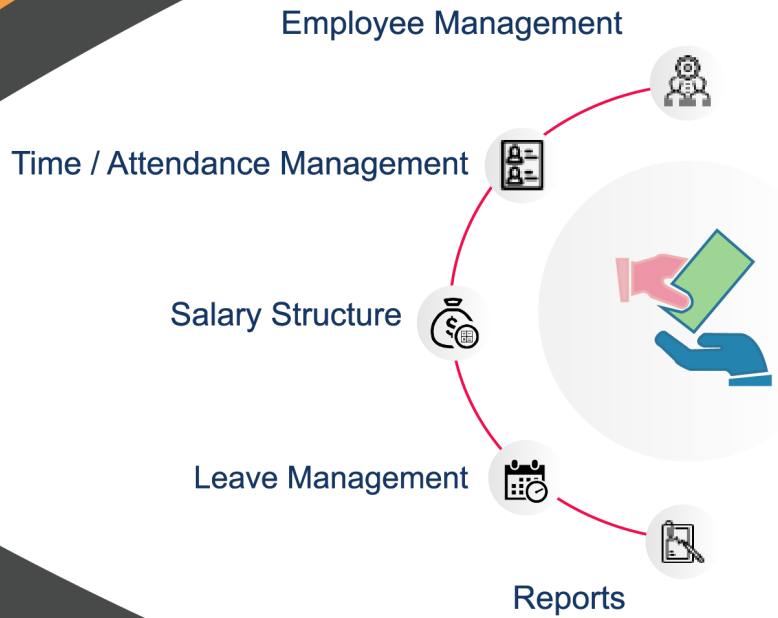 Employee Management
Time / Attendance Management
Salary Structure
Leave Management
Reports